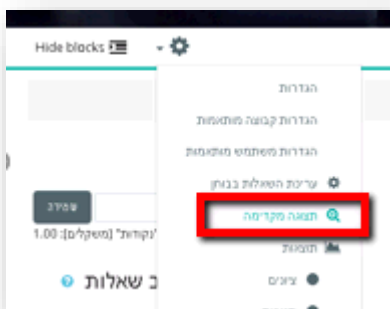 Hide blocks
הגדרות
הגדרות קבוצה מותאמות
הגדרות משתמש מותאמות
עריכת השאלות בבוחן
תצוגה מקדימה
תוצאות
ציונים
שמירה
"נקודות" [משקלים]: 1.00
ב שאלות